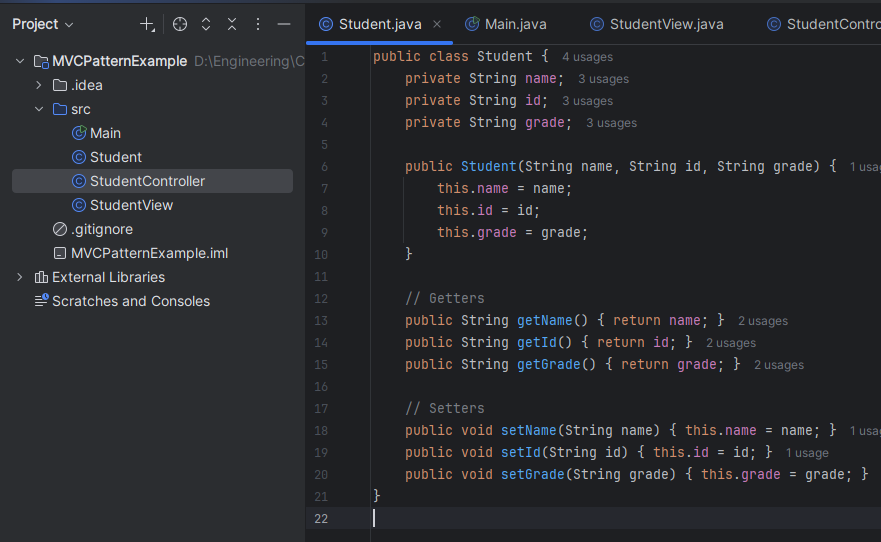 Project
MVCPatternExample D:\Engineering\C
.idea
src
Main
Student
StudentController
StudentView
.gitignore
MVCPatternExample.iml
External Libraries
Scratches and Consoles
Student.java Main.java StudentView.java StudentContro
1 public class Student { 4 usages
2 private String name; 3 usages
3 private String id; 3 usages
4 private String grade; 3 usages
5
6 public Student(String name, String id, String grade) { 1 usa
7 this.name = name;
8 this.id = id;
9 this.grade = grade;
10 }
11
12 // Getters
13 public String getName() { return name; } 2 usages
14 public String getId() { return id; } 2 usages
15 public String getGrade() { return grade; } 2 usages
16
17 // Setters
18 public void setName(String name) { this.name = name; } 1 usa
19 public void setId(String id) { this.id = id; } 1 usage
20 public void setGrade(String grade) { this.grade = grade; }
21 }
22